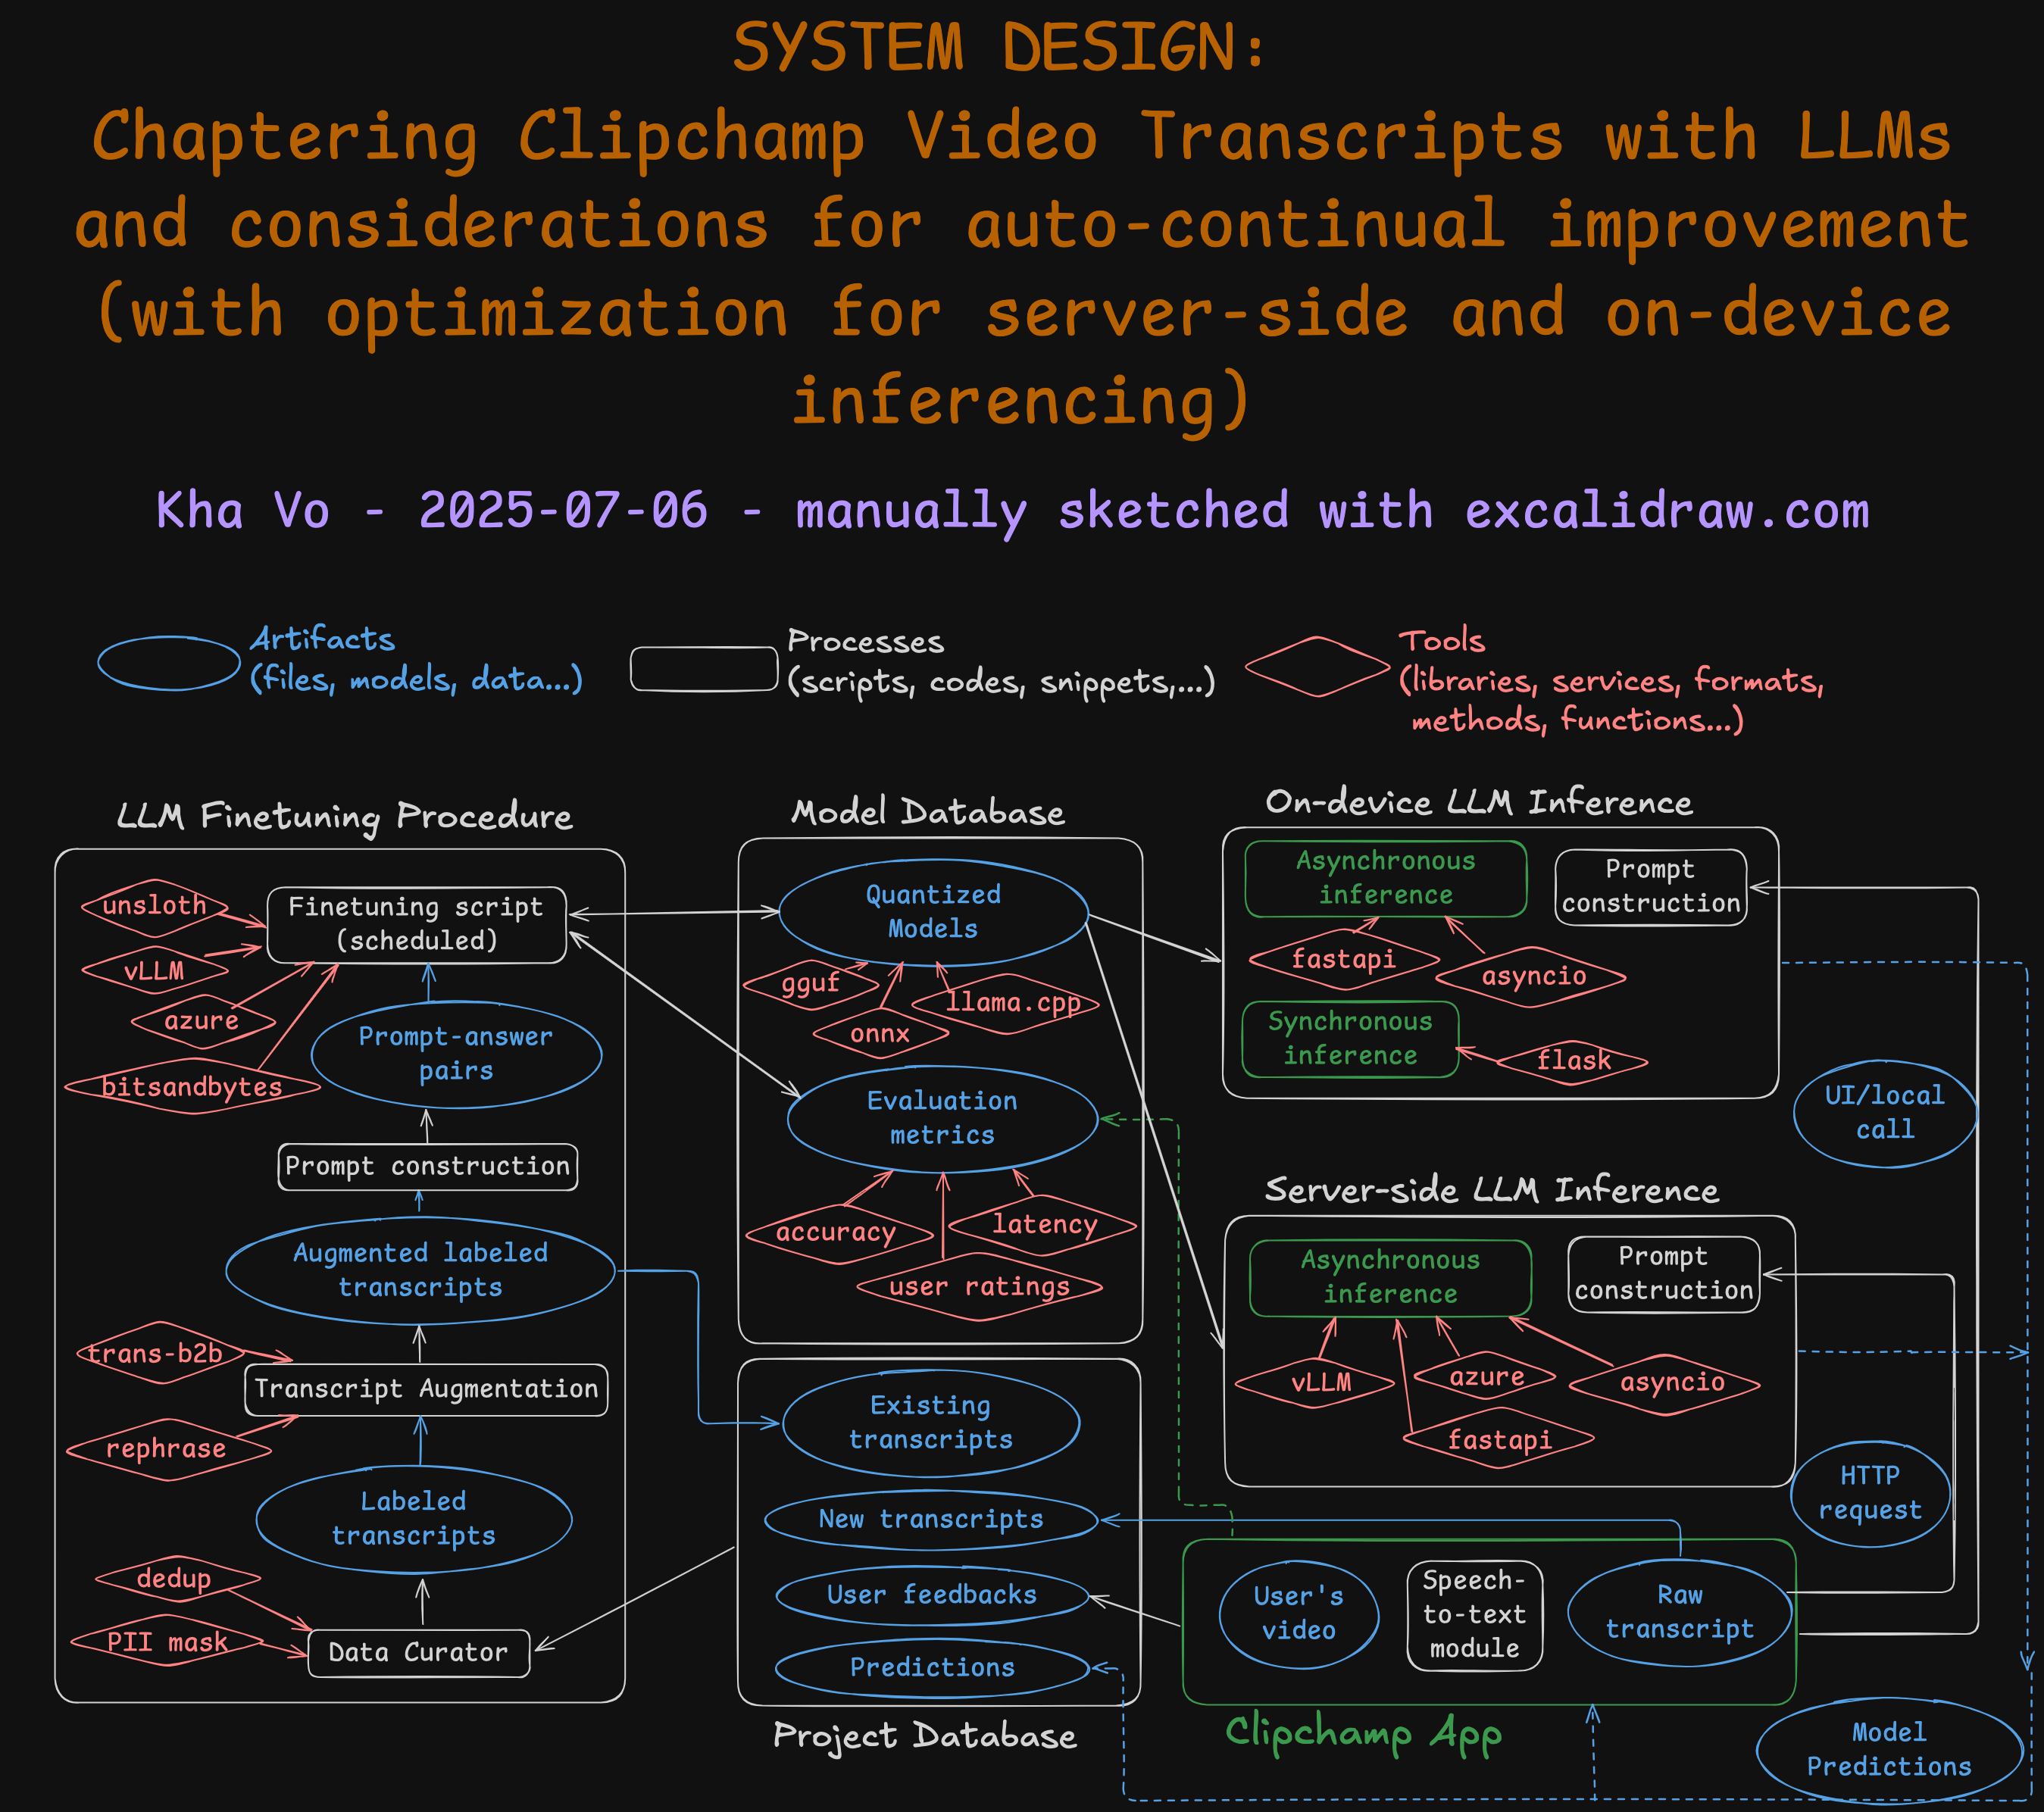 SYSTEM DESIGN:
Chaptering Clipchamp Video Transcripts with LLMs
and considerations for auto-continual improvement
(with optimization for server-side and on-device
inferencing)
Kha Vo - 2025-07-06 - manually sketched with excalidraw.com
Artifacts
(files, models, data...)
Processes
(scripts, codes, snippets,...)
Tools
(libraries, services, formats,
methods, functions...)
LLM Finetuning Procedure
unsloth
Finetuning script
(scheduled)
vLLM
azure
Prompt-answer
pairs
bitsandbytes
Prompt construction
Augmented labeled
transcripts
trans-b2b
Transcript Augmentation
rephrase
Labeled
transcripts
dedup
PII mask
Data Curator
Model Database
Quantized
Models
gguf
llama.cpp
onnx
Evaluation
metrics
accuracy
latency
user ratings
Existing
transcripts
New transcripts
User feedbacks
Predictions
Project Database
On-device LLM Inference
Asynchronous
inference
Prompt
construction
fastapi
asyncio
Synchronous
inference
flask
UI/local
call
Server-side LLM Inference
Asynchronous
inference
Prompt
construction
vLLM
azure
asyncio
fastapi
HTTP
request
User's
video
Speech-
to-text
module
Raw
transcript
Clipchamp App
Model
Predictions